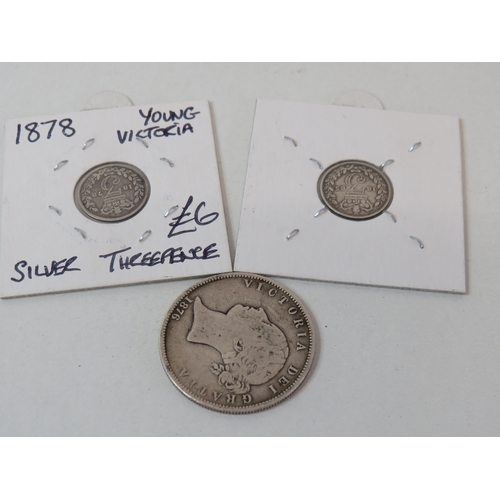 1878 YOUNG
VICTORIA
£6
SILVER THREEPENCE
VICTORIA DEI GRATIA
1876